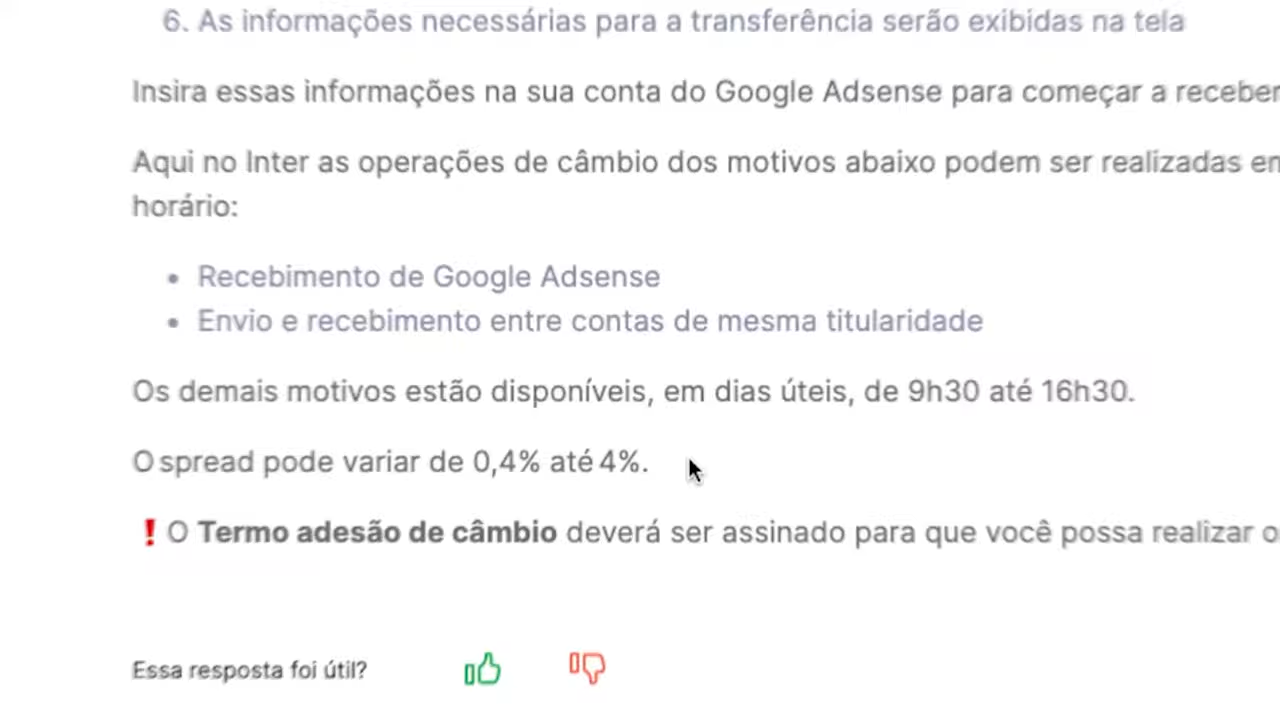 6. As informações necessárias para a transferência serão exibidas na tela
Insira essas informações na sua conta do Google Adsense para começar a receber
Aqui no Inter as operações de câmbio dos motivos abaixo podem ser realizadas em
horário:
• Recebimento de Google Adsense
• Envio e recebimento entre contas de mesma titularidade
Os demais motivos estão disponíveis, em dias úteis, de 9h30 até 16h30.
O spread pode variar de 0,4% até 4%.
❗O Termo adesão de câmbio deverá ser assinado para que você possa realizar o
Essa resposta foi útil?